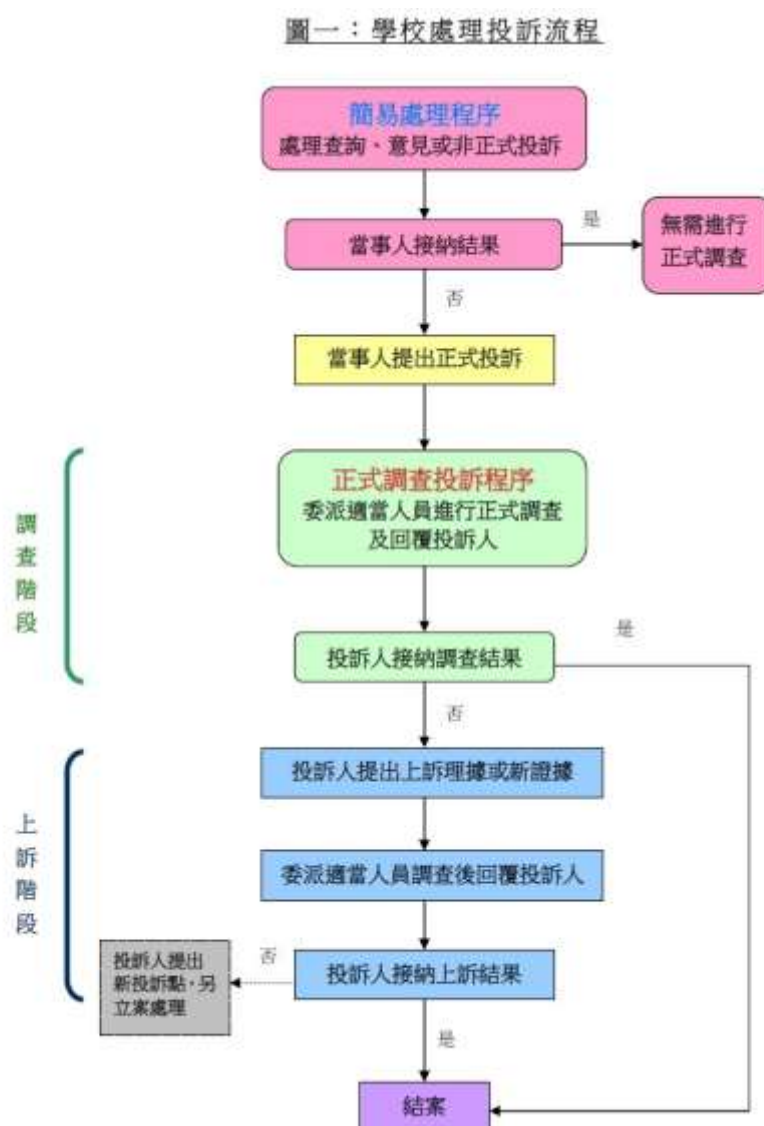 圖一：學校處理投訴流程
簡易處理程序
處理查詢、意見或非正式投訴
當事人接納結果
是
無需進行
正式調查
否
當事人提出正式投訴
調查階段
正式調查投訴程序
委派適當人員進行正式調查
及回覆投訴人
投訴人接納調查結果
是
否
上訴階段
投訴人提出上訴理據或新證據
委派適當人員調查後回覆投訴人
投訴人接納上訴結果
否
投訴人提出
新投訴點，另
立案處理
是
結案